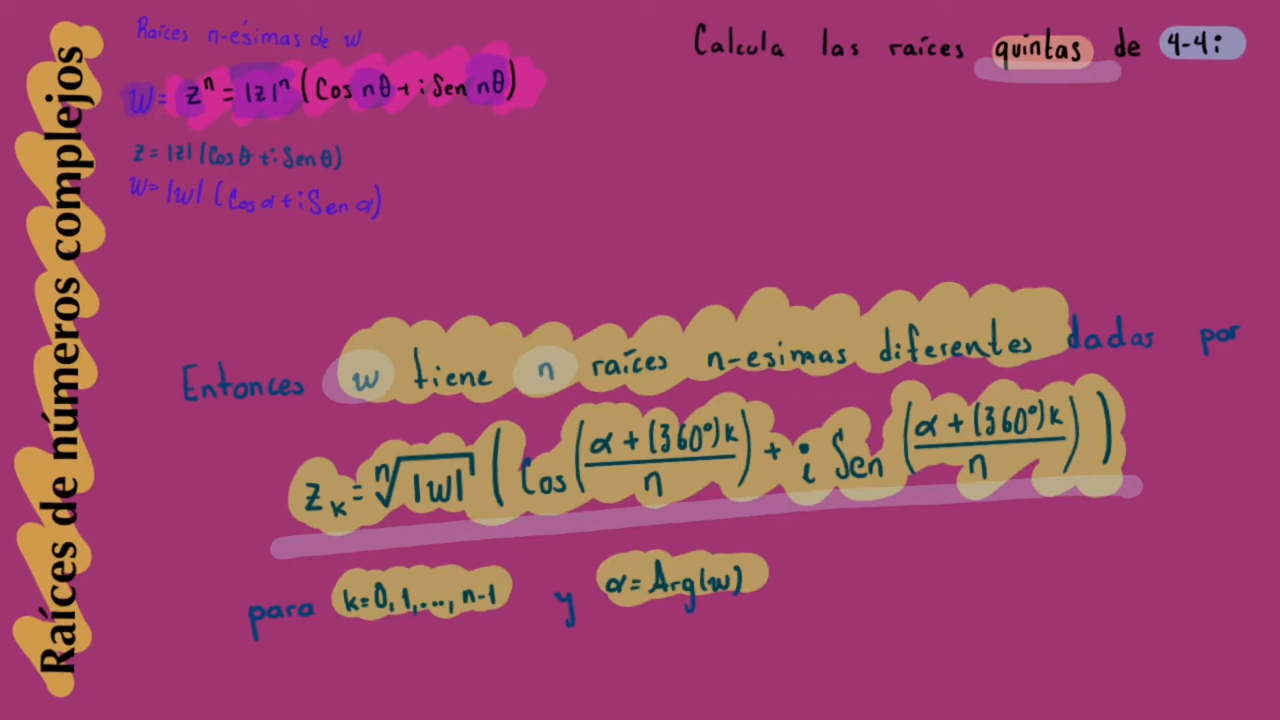 Raíces de números complejos
Raíces n-ésimas de w
w = zⁿ = |z|ⁿ (Cos nθ + i Sen nθ)
z = |z| (Cos θ + i Sen θ)
w = |w| (Cos α + i Sen α)
Calcula las raíces quintas de 4-4i
Entonces w tiene n raíces n-esimas diferentes dadas por
z_k = ⁿ√|w| (Cos((α + (360°)k)/n) + i Sen((α + (360°)k)/n))
para k=0,1,...,n-1 y α = Arg(w)